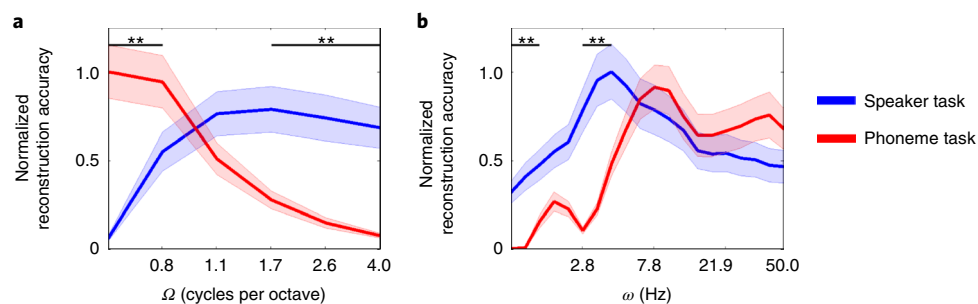 a
**
**
1.0
0.5
0
Normalized
reconstruction accuracy
0.8
1.1
1.7
2.6
4.0
Ω (cycles per octave)
b
**
**
1.0
0.5
0
Normalized
reconstruction accuracy
2.8
7.8
21.9
50.0
ω (Hz)
Speaker task
Phoneme task